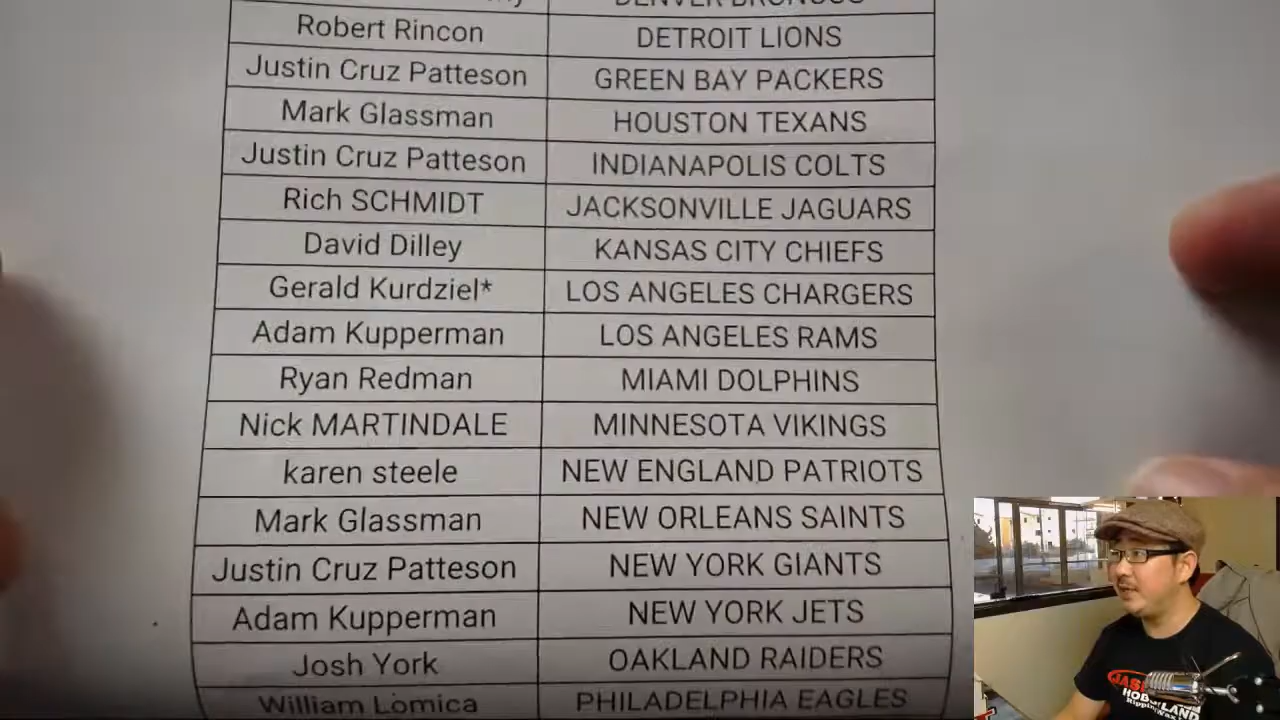 DENVER BRONCOS
Robert Rincon DETROIT LIONS
Justin Cruz Patteson GREEN BAY PACKERS
Mark Glassman HOUSTON TEXANS
Justin Cruz Patteson INDIANAPOLIS COLTS
Rich SCHMIDT JACKSONVILLE JAGUARS
David Dilley KANSAS CITY CHIEFS
Gerald Kurdziel* LOS ANGELES CHARGERS
Adam Kupperman LOS ANGELES RAMS
Ryan Redman MIAMI DOLPHINS
Nick MARTINDALE MINNESOTA VIKINGS
karen steele NEW ENGLAND PATRIOTS
Mark Glassman NEW ORLEANS SAINTS
Justin Cruz Patteson NEW YORK GIANTS
Adam Kupperman NEW YORK JETS
Josh York OAKLAND RAIDERS
William Lomica PHILADELPHIA EAGLES